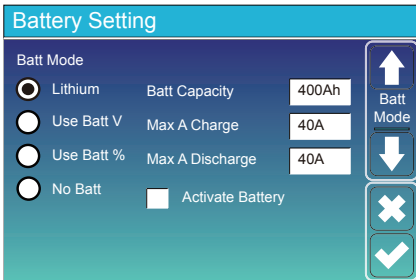 Battery Setting
Batt Mode
Lithium
Batt Capacity
400Ah
Use Batt V
Max A Charge
40A
Use Batt %
Max A Discharge
40A
No Batt
Activate Battery
Batt
Mode